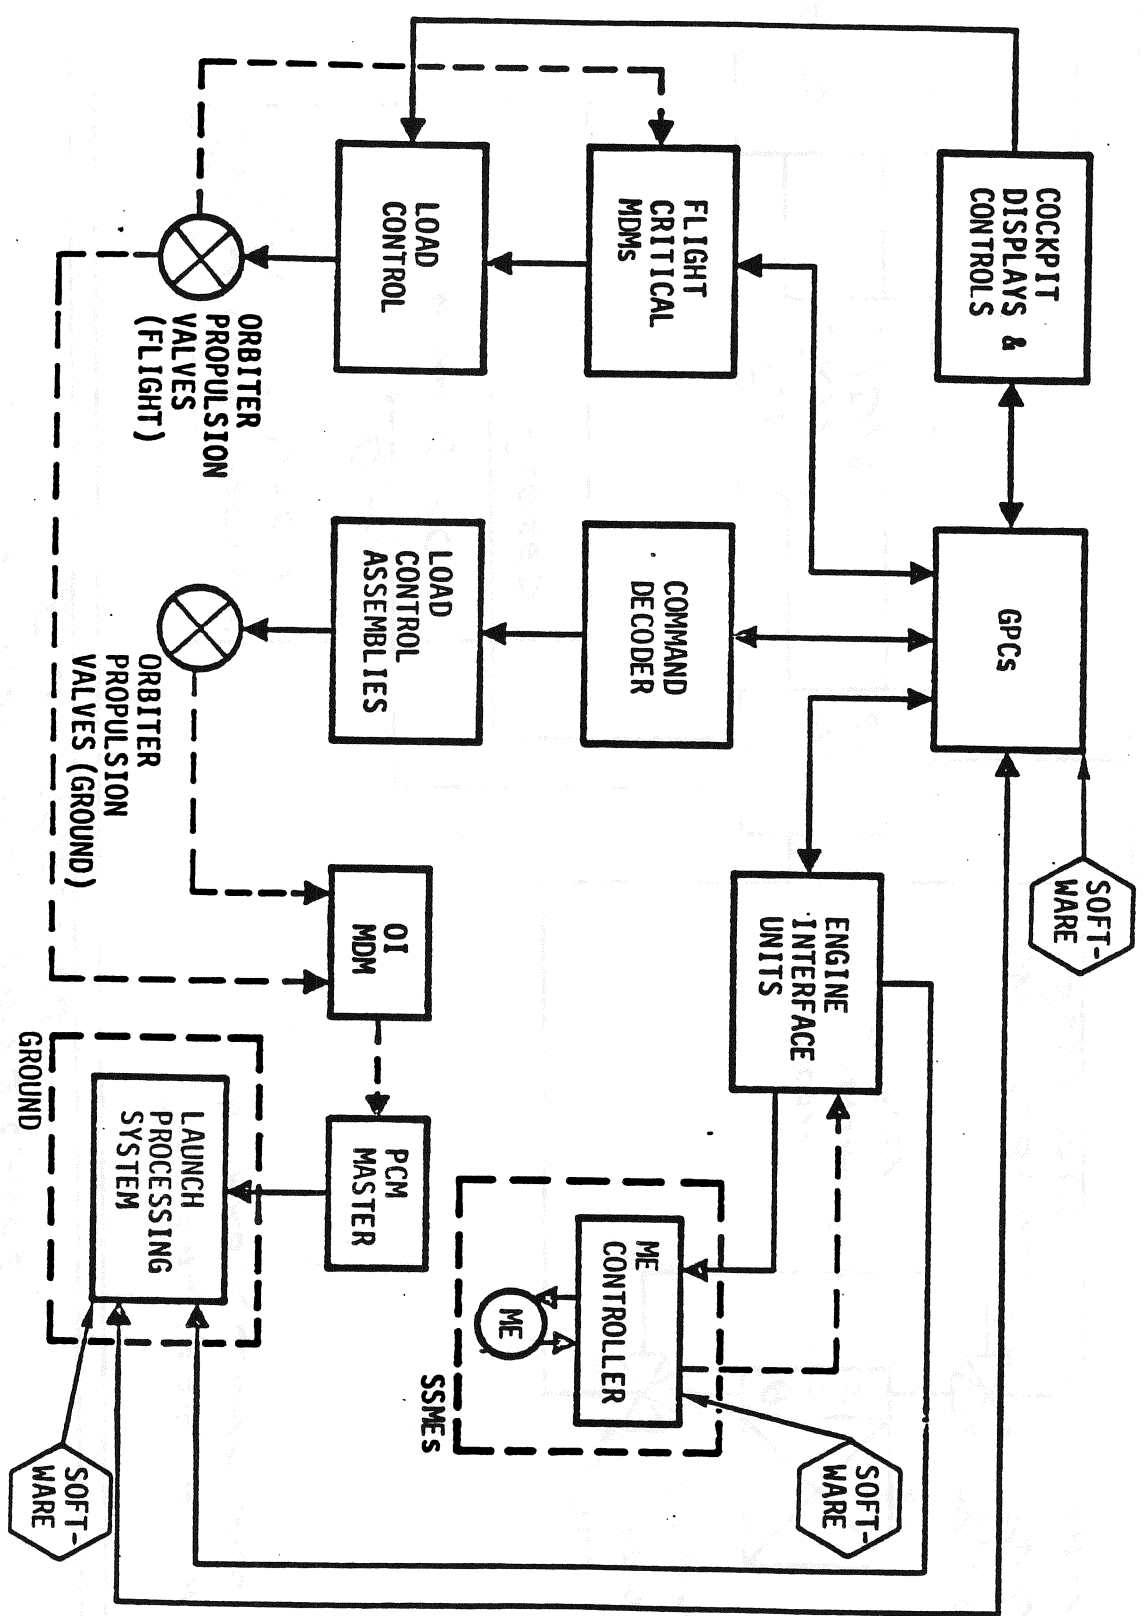 COCKPIT
DISPLAYS &
CONTROLS
GPCs
SOFT-
WARE
FLIGHT
CRITICAL
MDMs
COMMAND
DECODER
ENGINE
INTERFACE
UNITS
SOFT-
WARE
LOAD
CONTROL
LOAD
CONTROL
ASSEMBLIES
OI
MDM
PCM
MASTER
ME
CONTROLLER
ME
SSMEs
ORBITER
PROPULSION
VALVES
(FLIGHT)
ORBITER
PROPULSION
VALVES (GROUND)
LAUNCH
PROCESSING
SYSTEM
GROUND
SOFT-
WARE